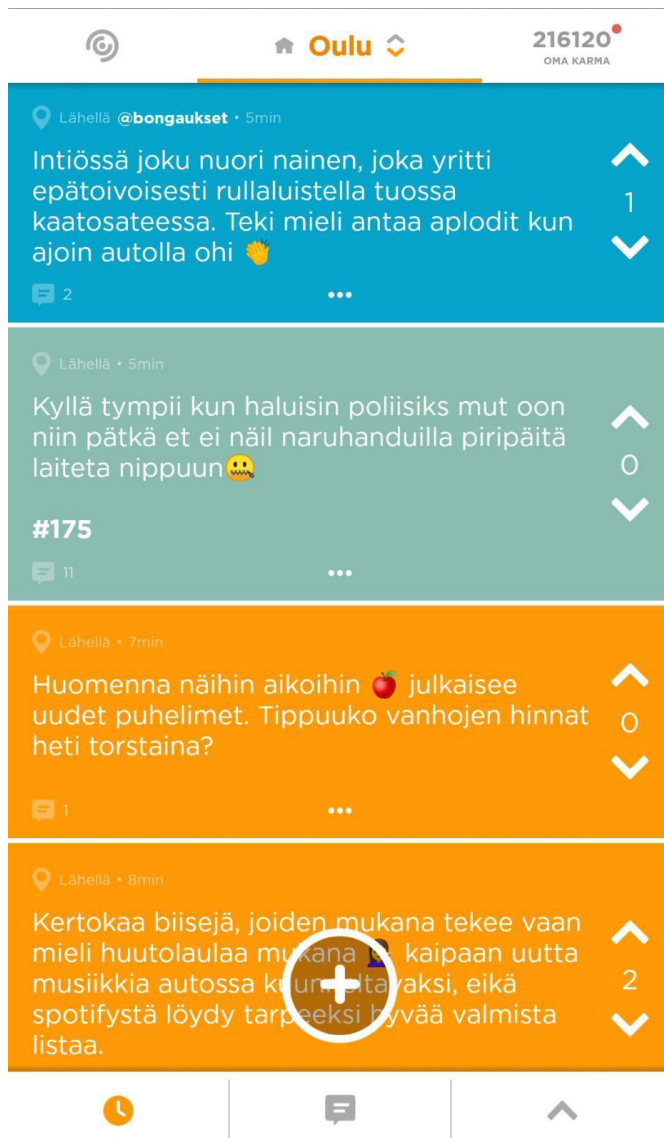 Oulu
216120
OMA KARMA
Lähellä @bongaukset • 5min
Intiössä joku nuori nainen, joka yritti
epätoivoisesti rullaluistella tuossa
kaatosateessa. Teki mieli antaa aplodit kun
ajoin autolla ohi 👏
1
2
Lähellä • 5min
Kyllä tympii kun haluisin poliisiks mut oon
niin pätkä et ei näil naruhanduilla piripäitä
laiteta nippuun🤐
0
#175
11
Lähellä • 7min
Huomenna näihin aikoihin 🍎 julkaisee
uudet puhelimet. Tippuuko vanhojen hinnat
heti torstaina?
0
1
Lähellä • 8min
Kertokaa biisejä, joiden mukana tekee vaan
mieli huutolaulaa mukana kaipaan uutta
musiikkia autossa kuunneltavaksi, eikä
spotifystä löydy tarpeeksi hyvää valmista
listaa.
2